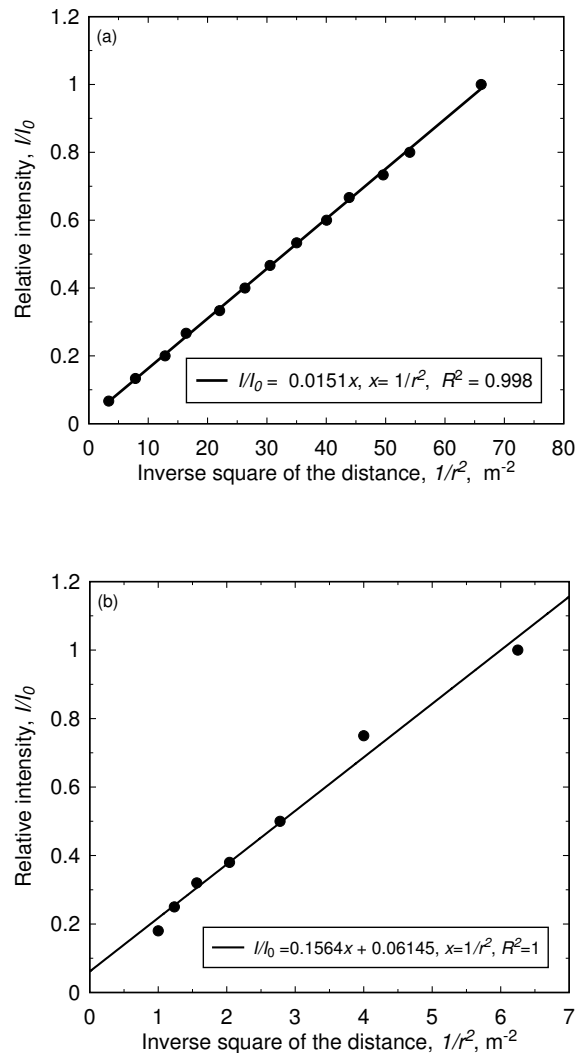 (a)
1.2
1
0.8
0.6
0.4
0.2
0
Relative intensity, I/I₀
I/I₀ = 0.0151x, x= 1/r², R² = 0.998
0 10 20 30 40 50 60 70 80
Inverse square of the distance, 1/r², m⁻²
(b)
1.2
1
0.8
0.6
0.4
0.2
0
Relative intensity, I/I₀
I/I₀ =0.1564x + 0.06145, x=1/r², R²=1
0 1 2 3 4 5 6 7
Inverse square of the distance, 1/r², m⁻²